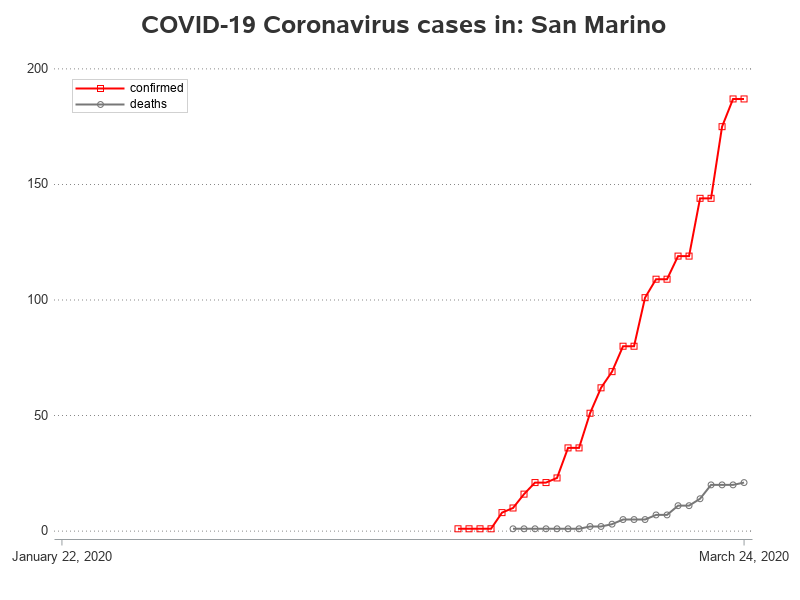 COVID-19 Coronavirus cases in: San Marino
200
confirmed
deaths
150
100
50
0
January 22, 2020
March 24, 2020